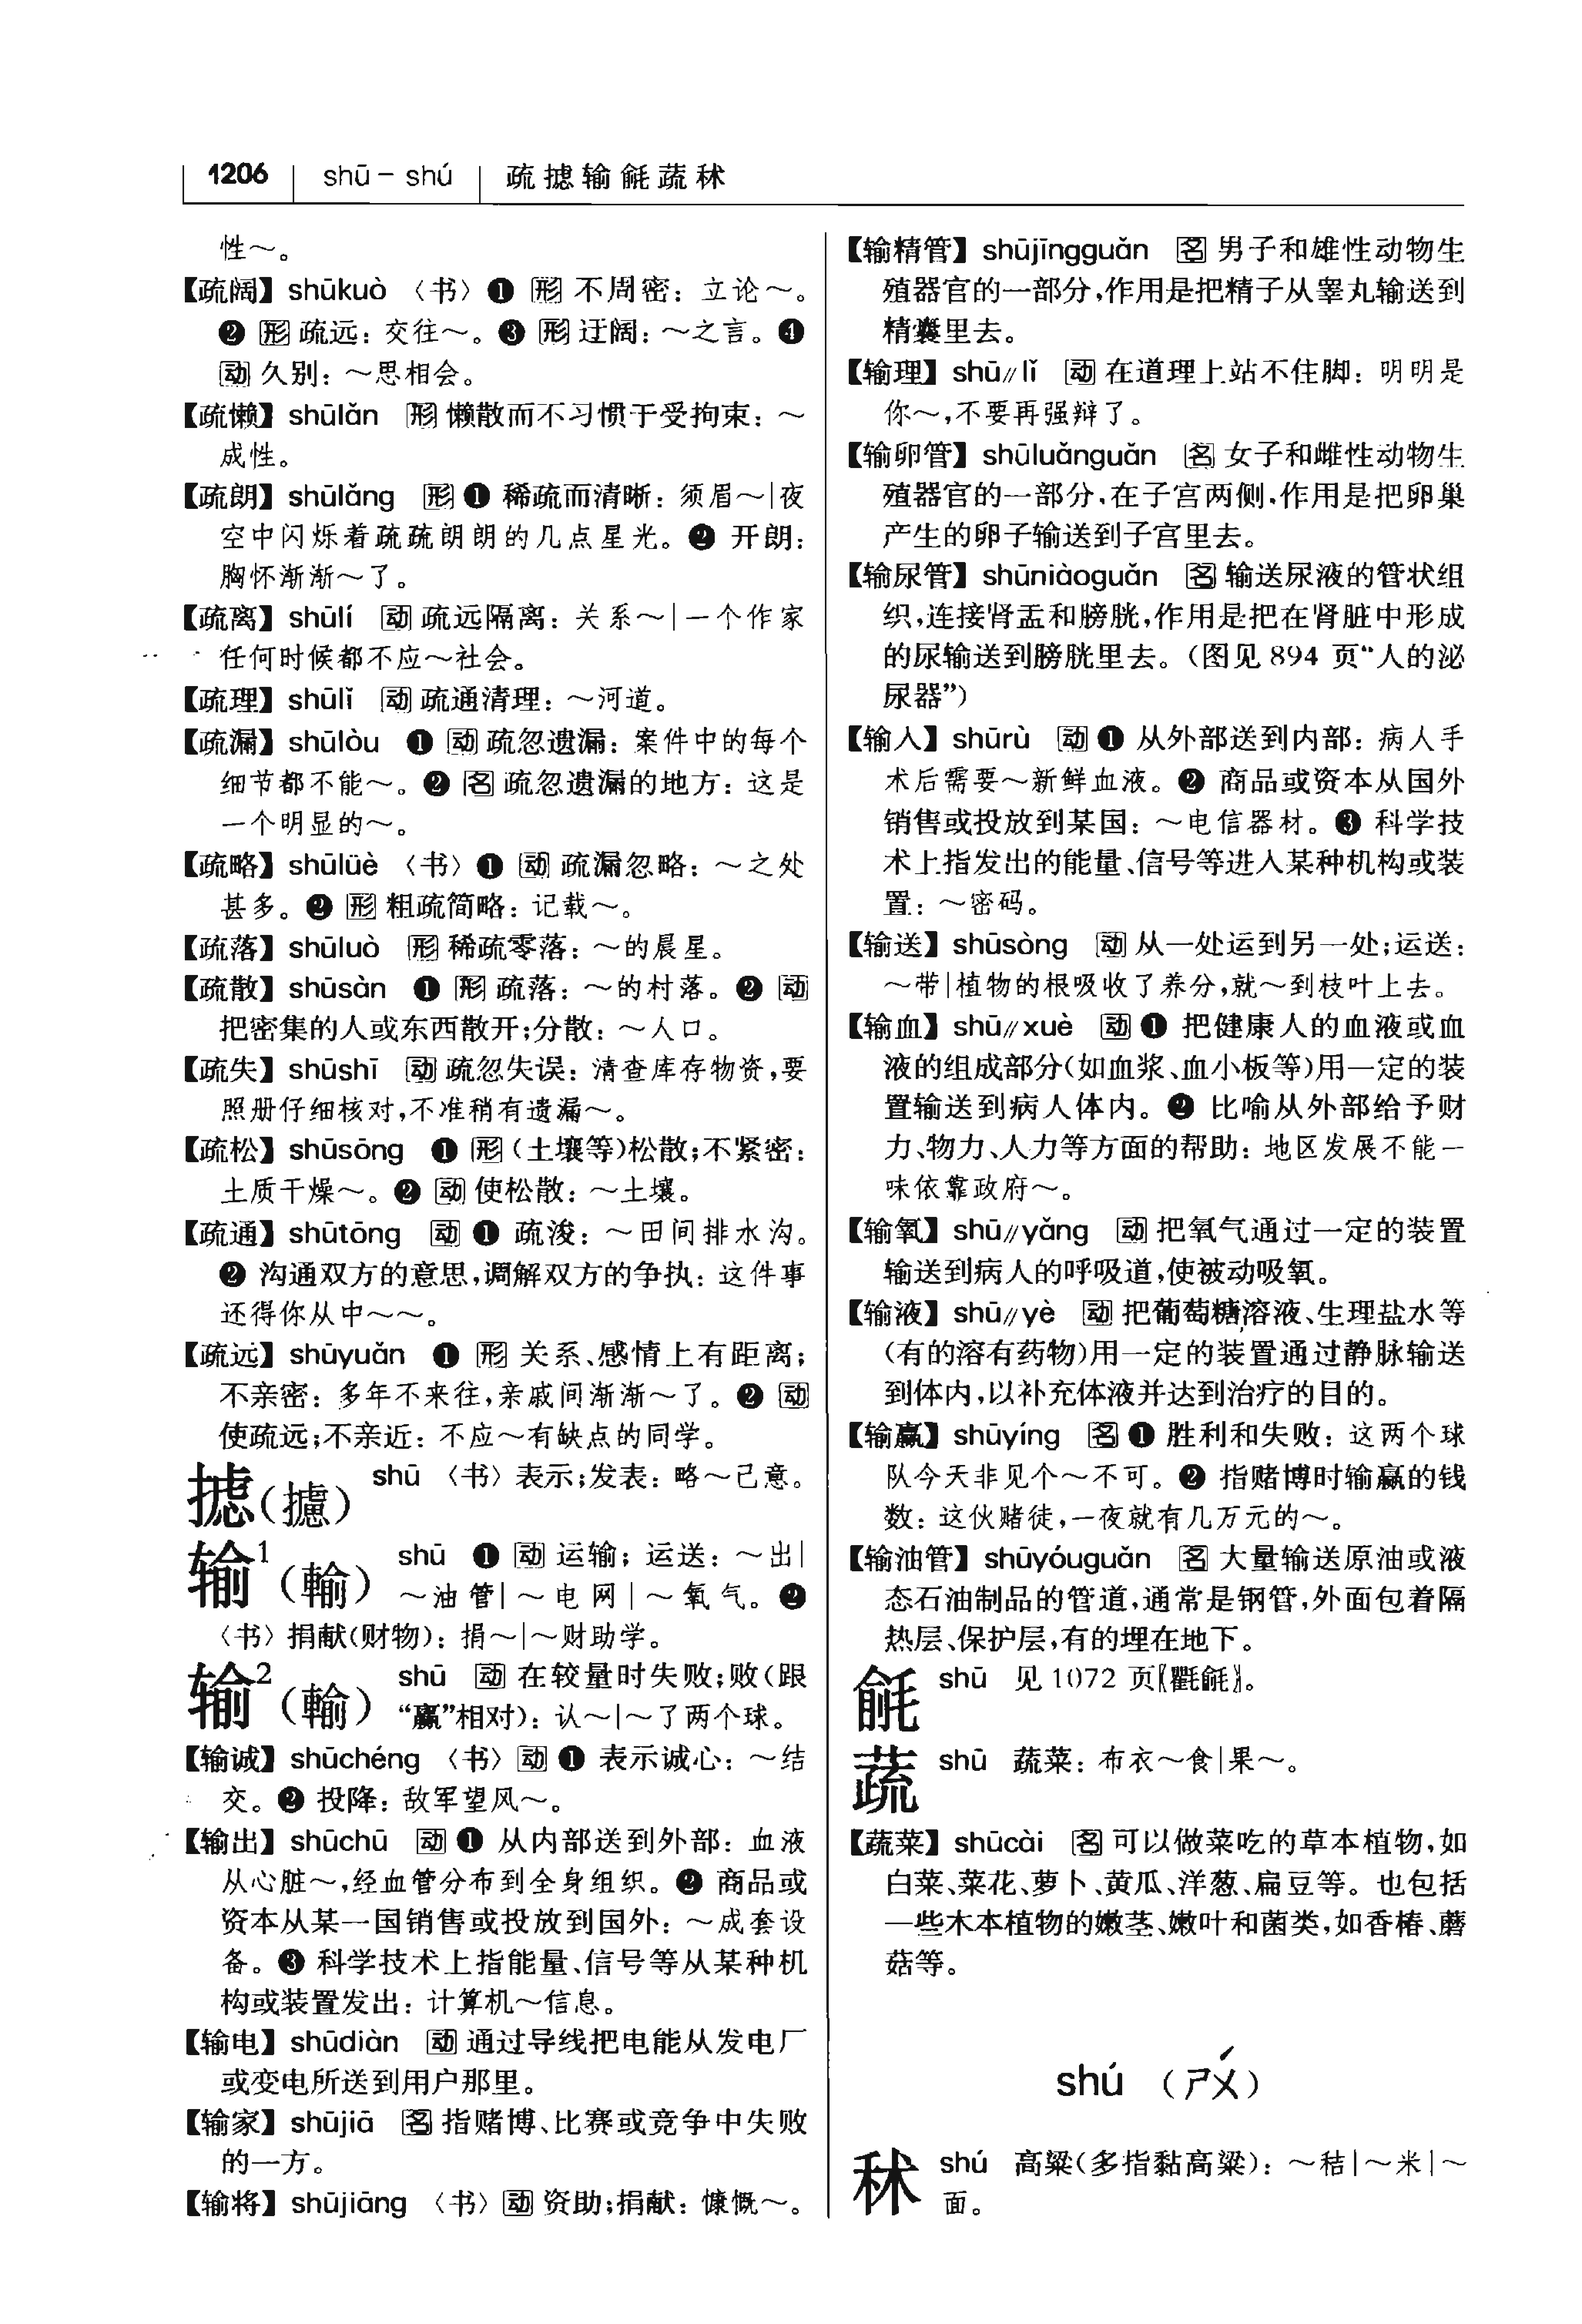 1206 shū－shú 疏摅输毹蔬秫
性～。
【疏阔】shūkuò 〈书〉❶ 形 不周密：立论～。
❷ 形 疏远：交往～。❸ 形 迂阔：～之言。❹
动 久别：～思相会。
【疏懒】shūlǎn 形 懒散而不习惯于受拘束：～
成性。
【疏朗】shūlǎng 形 ❶ 稀疏而清晰：须眉～|夜
空中闪烁着疏疏朗朗的几点星光。❷ 开朗：
胸怀渐渐～了。
【疏离】shūlí 动 疏远隔离：关系～|一个作家
任何时候都不应～社会。
【疏理】shūlǐ 动 疏通清理：～河道。
【疏漏】shūlòu ❶ 动 疏忽遗漏：案件中的每个
细节都不能～。❷ 名 疏忽遗漏的地方：这是
一个明显的～。
【疏略】shūlüè 〈书〉❶ 动 疏漏忽略：～之处
甚多。❷ 形 粗疏简略：记载～。
【疏落】shūluò 形 稀疏零落：～的晨星。
【疏散】shūsàn ❶ 形 疏落：～的村落。❷ 动
把密集的人或东西散开;分散：～人口。
【疏失】shūshī 动 疏忽失误：清查库存物资,要
照册仔细核对,不准稍有遗漏～。
【疏松】shūsōng ❶ 形 (土壤等)松散;不紧密：
土质干燥～。❷ 动 使松散：～土壤。
【疏通】shūtōng 动 ❶ 疏浚：～田间排水沟。
❷ 沟通双方的意思,调解双方的争执：这件事
还得你从中～～。
【疏远】shūyuǎn ❶ 形 关系、感情上有距离;
不亲密：多年不来往,亲戚间渐渐～了。❷ 动
使疏远;不亲近：不应～有缺点的同学。
摅(攄) shū 〈书〉表示;发表：略～己意。
输¹(輸) shū ❶ 动 运输；运送：～出|
～油管|～电网|～氧气。❷
〈书〉捐献(财物)：捐～|～财助学。
输²(輸) shū 动 在较量时失败;败(跟
“赢”相对)：认～|～了两个球。
【输诚】shūchéng 〈书〉动 ❶ 表示诚心：～结
交。❷ 投降：敌军望风～。
【输出】shūchū 动 ❶ 从内部送到外部：血液
从心脏～,经血管分布到全身组织。❷ 商品或
资本从某一国销售或投放到国外：～成套设
备。❸ 科学技术上指能量、信号等从某种机
构或装置发出：计算机～信息。
【输电】shūdiàn 动 通过导线把电能从发电厂
或变电所送到用户那里。
【输家】shūjiā 名 指赌博、比赛或竞争中失败
的一方。
【输将】shūjiāng 〈书〉动 资助;捐献：慷慨～。
【输精管】shūjīngguǎn 名 男子和雄性动物生
殖器官的一部分,作用是把精子从睾丸输送到
精囊里去。
【输理】shū∥lǐ 动 在道理上站不住脚：明明是
你～,不要再强辩了。
【输卵管】shūluǎnguǎn 名 女子和雌性动物生
殖器官的一部分,在子宫两侧,作用是把卵巢
产生的卵子输送到子宫里去。
【输尿管】shūniàoguǎn 名 输送尿液的管状组
织,连接肾盂和膀胱,作用是把在肾脏中形成
的尿输送到膀胱里去。(图见894 页“人的泌
尿器”)
【输入】shūrù 动 ❶ 从外部送到内部：病人手
术后需要～新鲜血液。❷ 商品或资本从国外
销售或投放到某国：～电信器材。❸ 科学技
术上指发出的能量、信号等进入某种机构或装
置：～密码。
【输送】shūsòng 动 从一处运到另一处;运送：
～带|植物的根吸收了养分,就～到枝叶上去。
【输血】shū∥xuè 动 ❶ 把健康人的血液或血
液的组成部分(如血浆、血小板等)用一定的装
置输送到病人体内。❷ 比喻从外部给予财
力、物力、人力等方面的帮助：地区发展不能一
味依靠政府～。
【输氧】shū∥yǎng 动 把氧气通过一定的装置
输送到病人的呼吸道,使被动吸氧。
【输液】shū∥yè 动 把葡萄糖溶液、生理盐水等
(有的溶有药物)用一定的装置通过静脉输送
到体内,以补充体液并达到治疗的目的。
【输赢】shūyíng 名 ❶ 胜利和失败：这两个球
队今天非见个～不可。❷ 指赌博时输赢的钱
数：这伙赌徒,一夜就有几万元的～。
【输油管】shūyóuguǎn 名 大量输送原油或液
态石油制品的管道,通常是钢管,外面包着隔
热层、保护层,有的埋在地下。
毹 shū 见1072 页〖氍毹〗。
蔬 shū 蔬菜：布衣～食|果～。
【蔬菜】shūcài 名 可以做菜吃的草本植物,如
白菜、菜花、萝卜、黄瓜、洋葱、扁豆等。也包括
一些木本植物的嫩茎、嫩叶和菌类,如香椿、蘑
菇等。
shú (ㄕㄨˊ)
秫 shú 高粱(多指黏高粱)：～秸|～米|～
面。